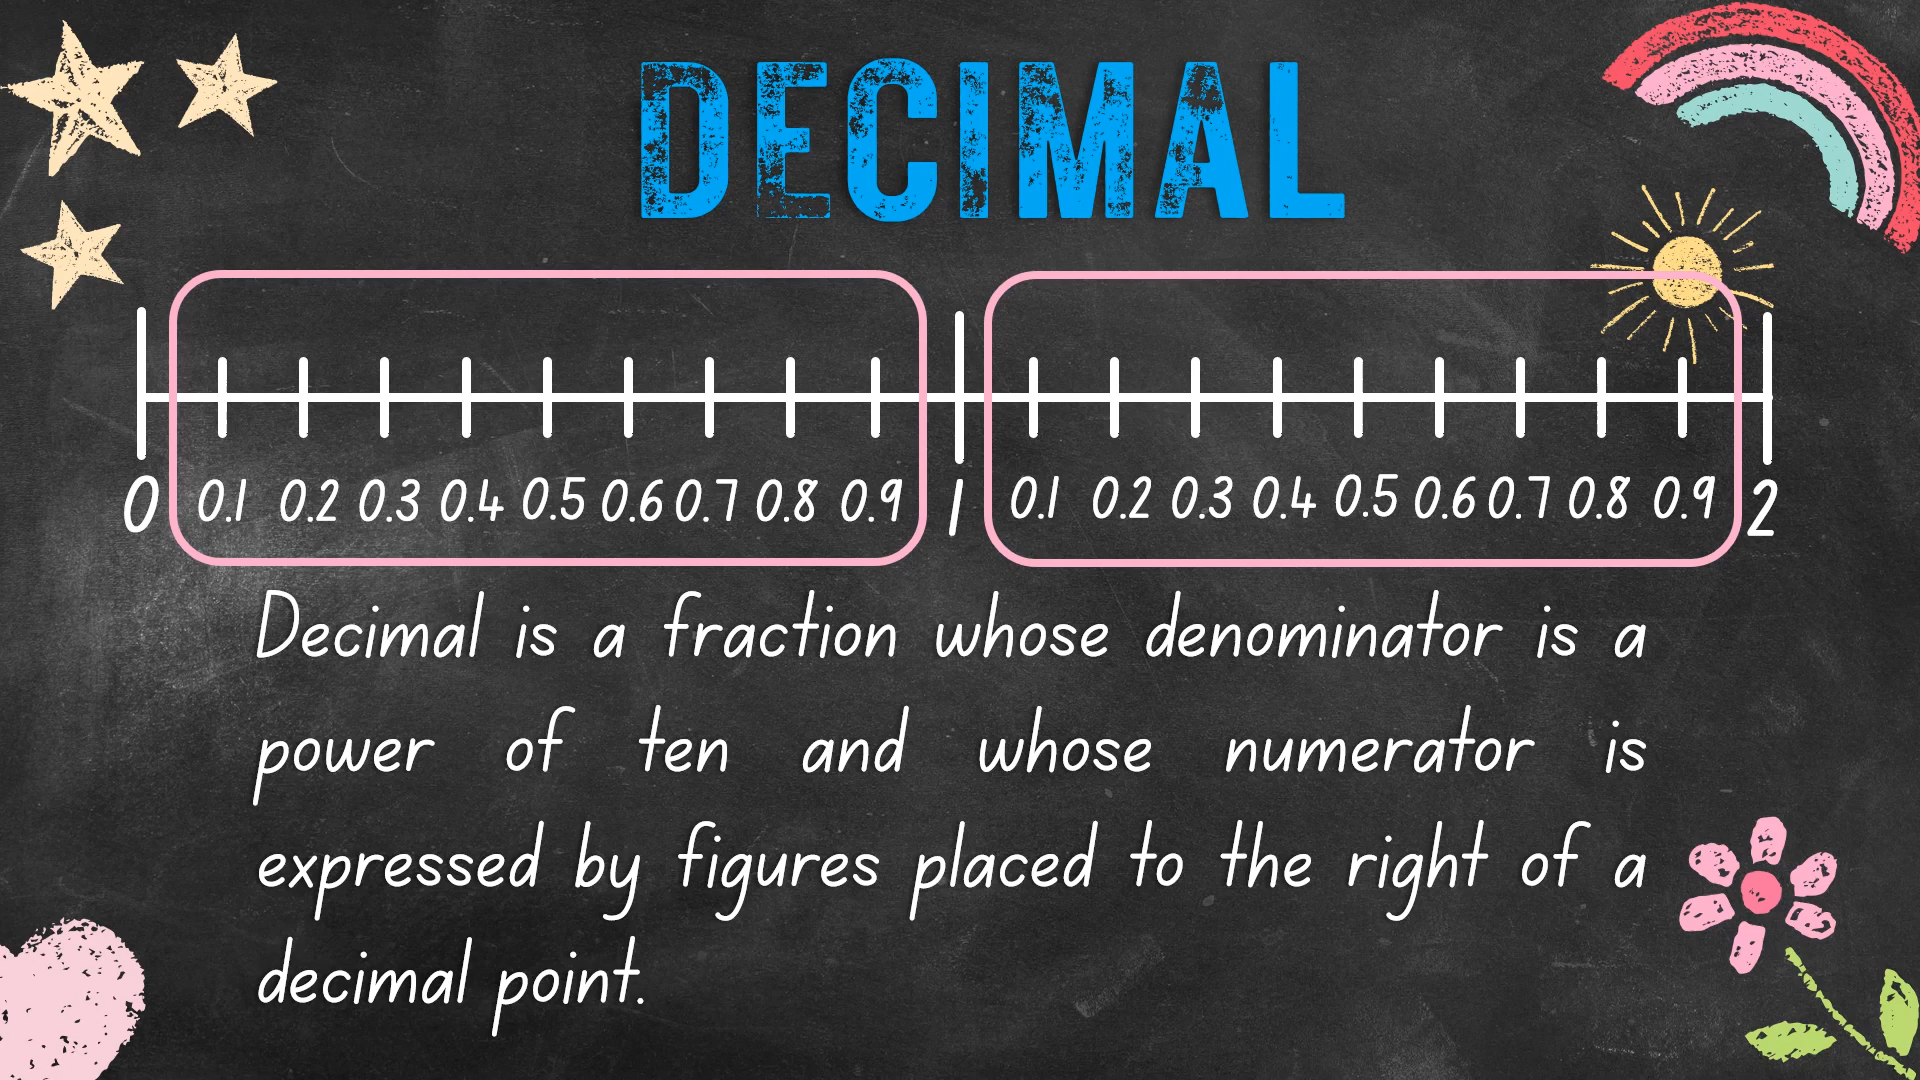 DECIMAL
0 0.1 0.2 0.3 0.4 0.5 0.6 0.7 0.8 0.9 1 0.1 0.2 0.3 0.4 0.5 0.6 0.7 0.8 0.9 2
Decimal is a fraction whose denominator is a
power of ten and whose numerator is
expressed by figures placed to the right of a
decimal point.